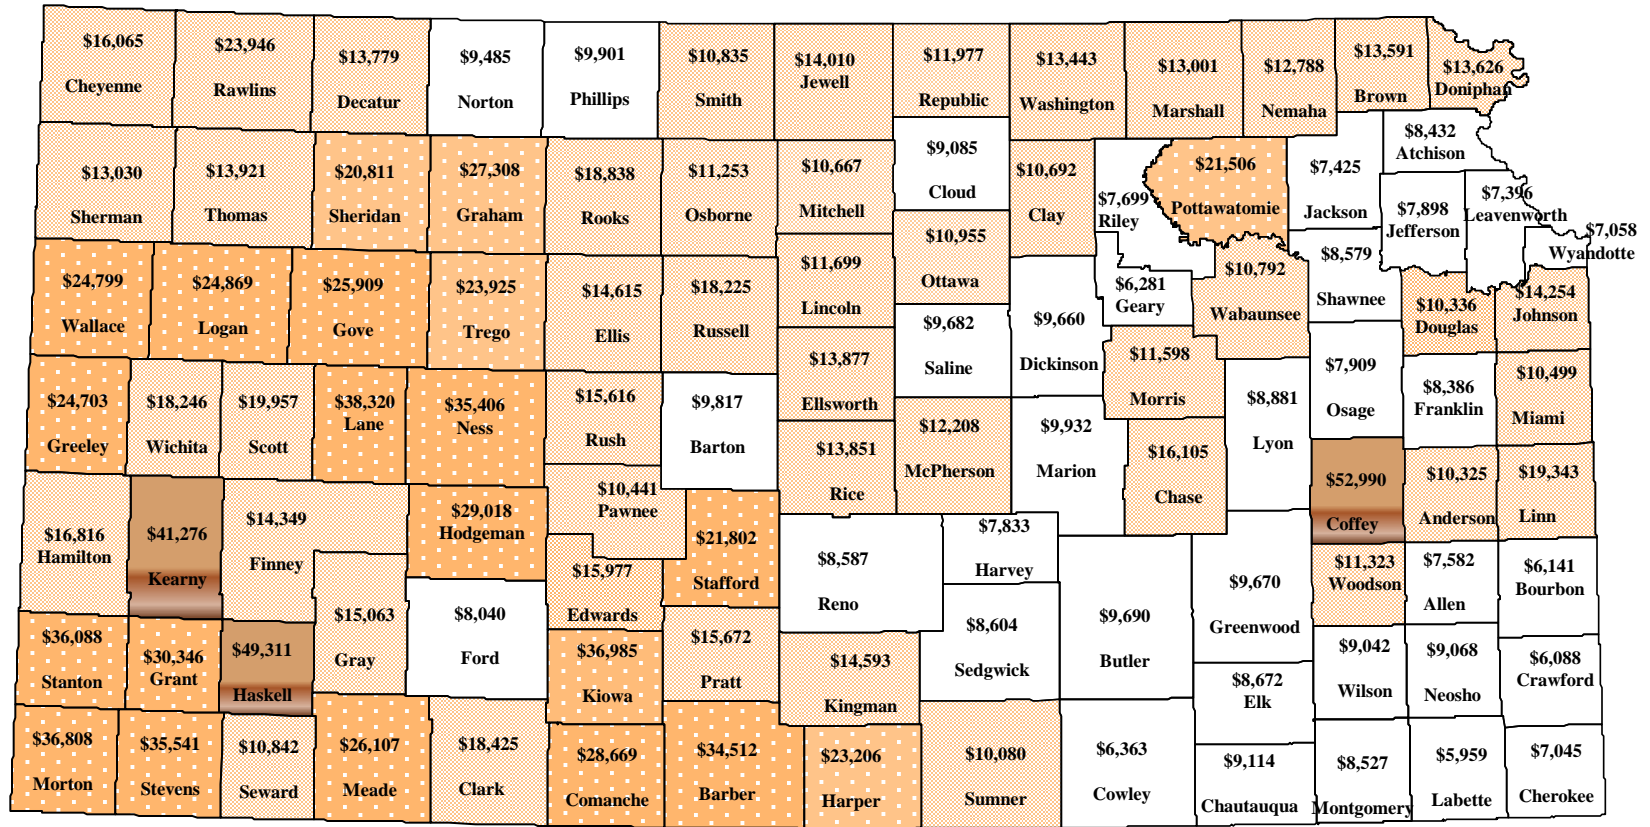 $16,065
Cheyenne
$23,946
Rawlins
$13,779
Decatur
$9,485
Norton
$9,901
Phillips
$10,835
Smith
$14,010
Jewell
$11,977
Republic
$13,443
Washington
$13,001
Marshall
$12,788
Nemaha
$13,591
Brown
$13,626
Doniphan
$13,030
Sherman
$13,921
Thomas
$20,811
Sheridan
$27,308
Graham
$18,838
Rooks
$11,253
Osborne
$10,667
Mitchell
$9,085
Cloud
$10,692
Clay
$7,699
Riley
$21,506
Pottawatomie
$7,425
Jackson
$8,432
Atchison
$7,898
Jefferson
$7,396
Leavenworth
$7,058
Wyandotte
$24,799
Wallace
$24,869
Logan
$25,909
Gove
$23,925
Trego
$14,615
Ellis
$18,225
Russell
$11,699
Lincoln
$10,955
Ottawa
$9,682
Saline
$9,660
Dickinson
$6,281
Geary
$10,792
Wabaunsee
$8,579
Shawnee
$10,336
Douglas
$14,254
Johnson
$24,703
Greeley
$18,246
Wichita
$19,957
Scott
$38,320
Lane
$35,406
Ness
$15,616
Rush
$9,817
Barton
$13,877
Ellsworth
$13,851
Rice
$12,208
McPherson
$9,932
Marion
$11,598
Morris
$16,105
Chase
$8,881
Lyon
$7,909
Osage
$8,386
Franklin
$10,499
Miami
$16,816
Hamilton
$41,276
Kearny
$14,349
Finney
$29,018
Hodgeman
$10,441
Pawnee
$21,802
Stafford
$15,977
Edwards
$8,587
Reno
$7,833
Harvey
$52,990
Coffey
$10,325
Anderson
$19,343
Linn
$15,063
Gray
$8,040
Ford
$8,604
Sedgwick
$9,690
Butler
$9,670
Greenwood
$11,323
Woodson
$7,582
Allen
$6,141
Bourbon
$36,088
Stanton
$30,346
Grant
$49,311
Haskell
$36,985
Kiowa
$15,672
Pratt
$14,593
Kingman
$8,672
Elk
$9,042
Wilson
$9,068
Neosho
$6,088
Crawford
$36,808
Morton
$35,541
Stevens
$10,842
Seward
$26,107
Meade
$18,425
Clark
$28,669
Comanche
$34,512
Barber
$23,206
Harper
$10,080
Sumner
$6,363
Cowley
$9,114
Chautauqua
$8,527
Montgomery
$5,959
Labette
$7,045
Cherokee